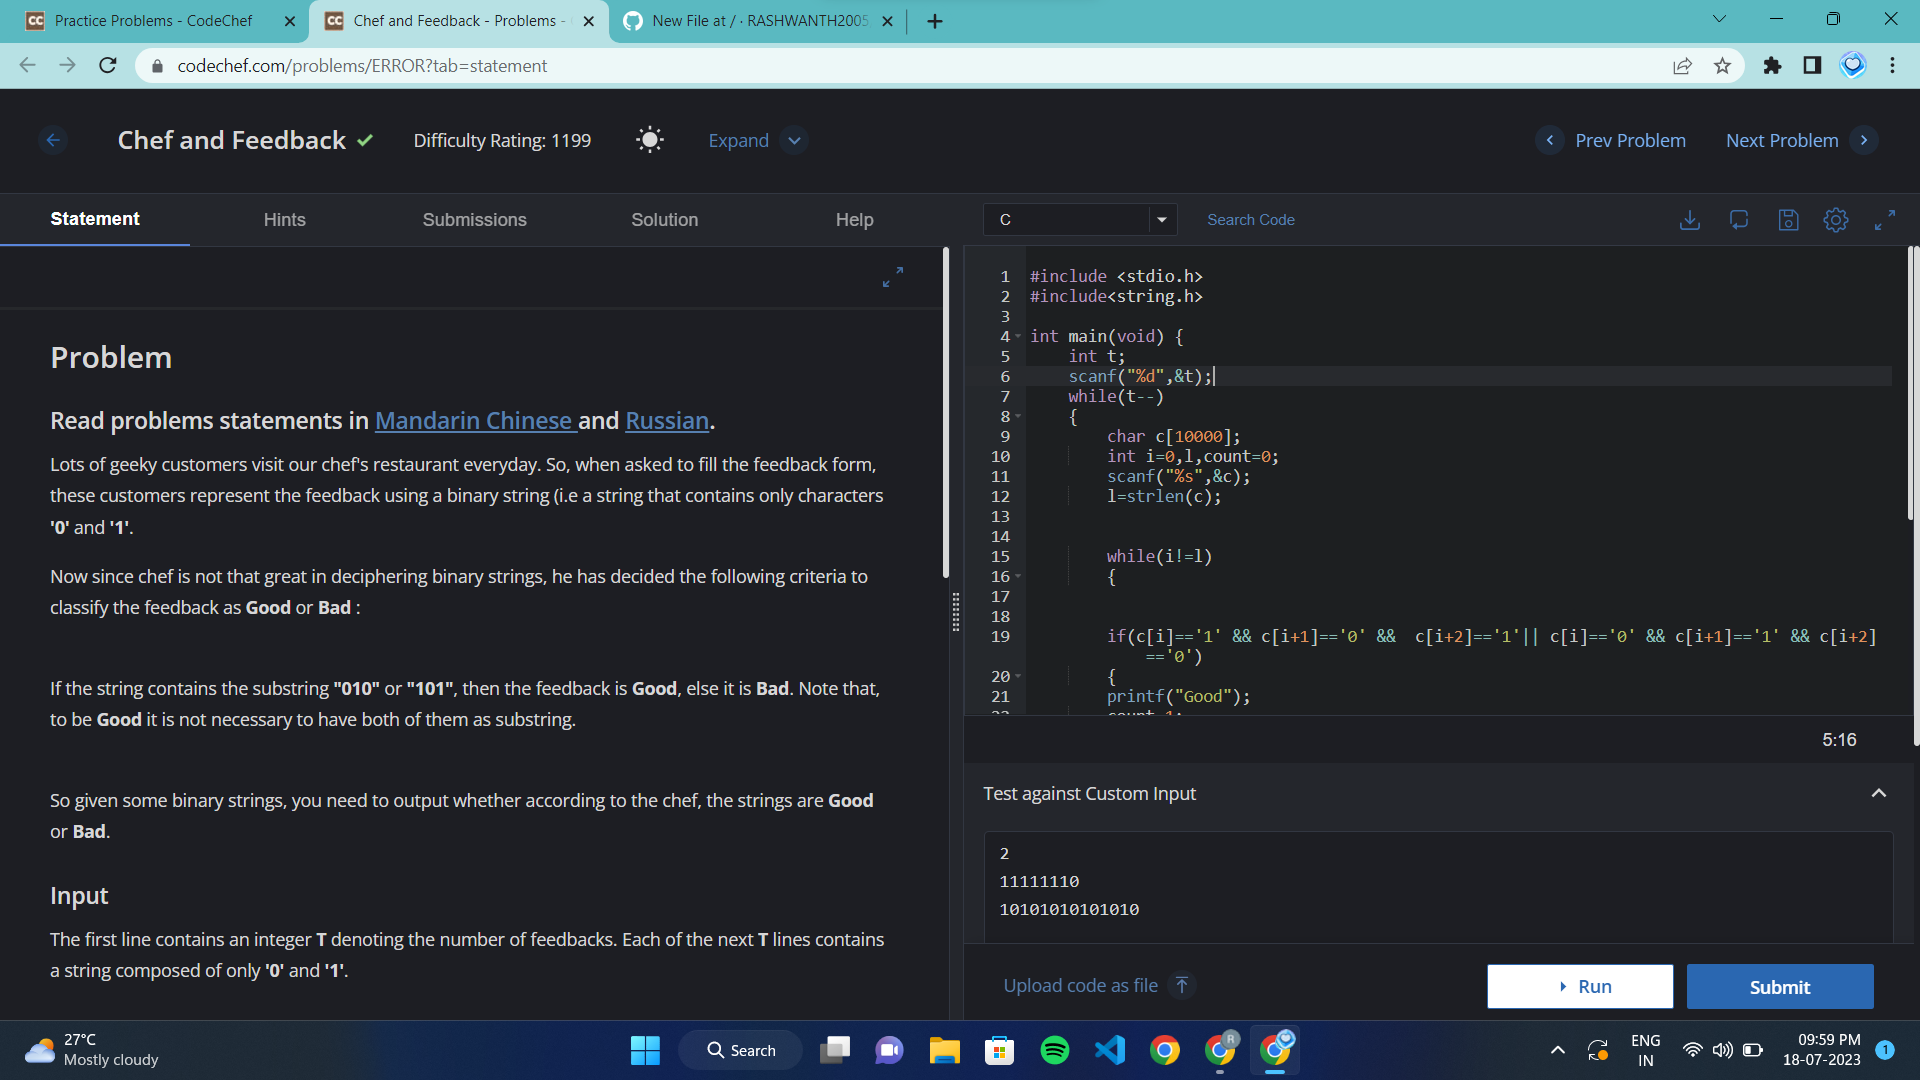 Practice Problems - CodeChef
Chef and Feedback - Problems -
New File at / · RASHWANTH2005
codechef.com/problems/ERROR?tab=statement
Chef and Feedback
Difficulty Rating: 1199
Expand
Prev Problem
Next Problem
Statement
Hints
Submissions
Solution
Help
Problem
Read problems statements in Mandarin Chinese and Russian.
Lots of geeky customers visit our chef's restaurant everyday. So, when asked to fill the feedback form,
these customers represent the feedback using a binary string (i.e a string that contains only characters
'0' and '1'.
Now since chef is not that great in deciphering binary strings, he has decided the following criteria to
classify the feedback as Good or Bad :
If the string contains the substring "010" or "101", then the feedback is Good, else it is Bad. Note that,
to be Good it is not necessary to have both of them as substring.
So given some binary strings, you need to output whether according to the chef, the strings are Good
or Bad.
Input
The first line contains an integer T denoting the number of feedbacks. Each of the next T lines contains
a string composed of only '0' and '1'.
C
Search Code
1 #include <stdio.h>
2 #include<string.h>
3
4 int main(void) {
5 int t;
6 scanf("%d",&t);
7 while(t--)
8 {
9 char c[10000];
10 int i=0,l,count=0;
11 scanf("%s",&c);
12 l=strlen(c);
13
14
15 while(i!=l)
16 {
17
18
19 if(c[i]=='1' && c[i+1]=='0' &&  c[i+2]=='1'|| c[i]=='0' && c[i+1]=='1' && c[i+2]
=='0')
20 {
21 printf("Good");
5:16
Test against Custom Input
2
11111110
10101010101010
Upload code as file
Run
Submit
27°C
Mostly cloudy
Search
R
ENG
IN
09:59 PM
18-07-2023
1